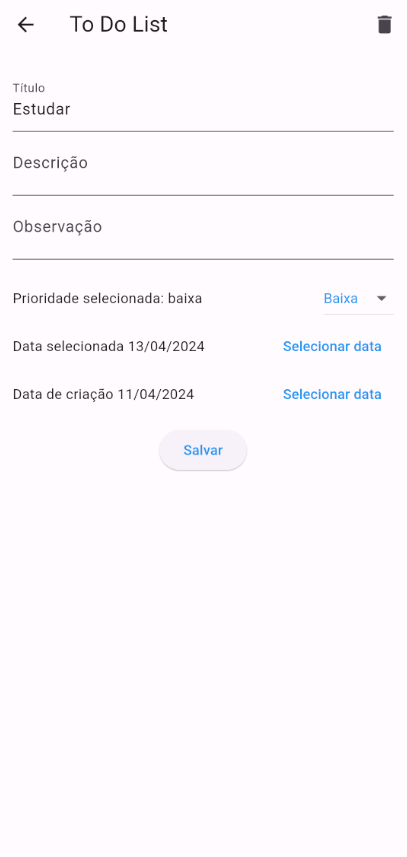 To Do List
Título
Estudar
Descrição
Observação
Prioridade selecionada: baixa Baixa
Data selecionada 13/04/2024 Selecionar data
Data de criação 11/04/2024 Selecionar data
Salvar